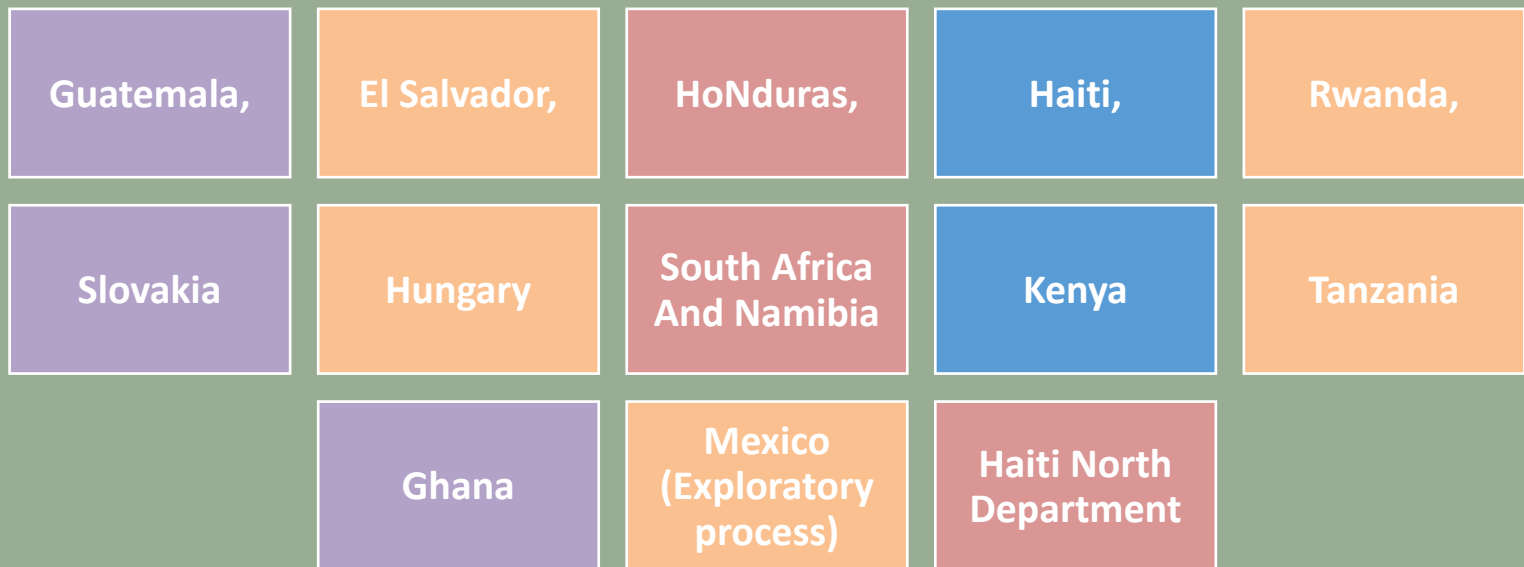 Guatemala,
El Salvador,
HoNduras,
Haiti,
Rwanda,
Slovakia
Hungary
South Africa
And Namibia
Kenya
Tanzania
Ghana
Mexico
(Exploratory
process)
Haiti North
Department